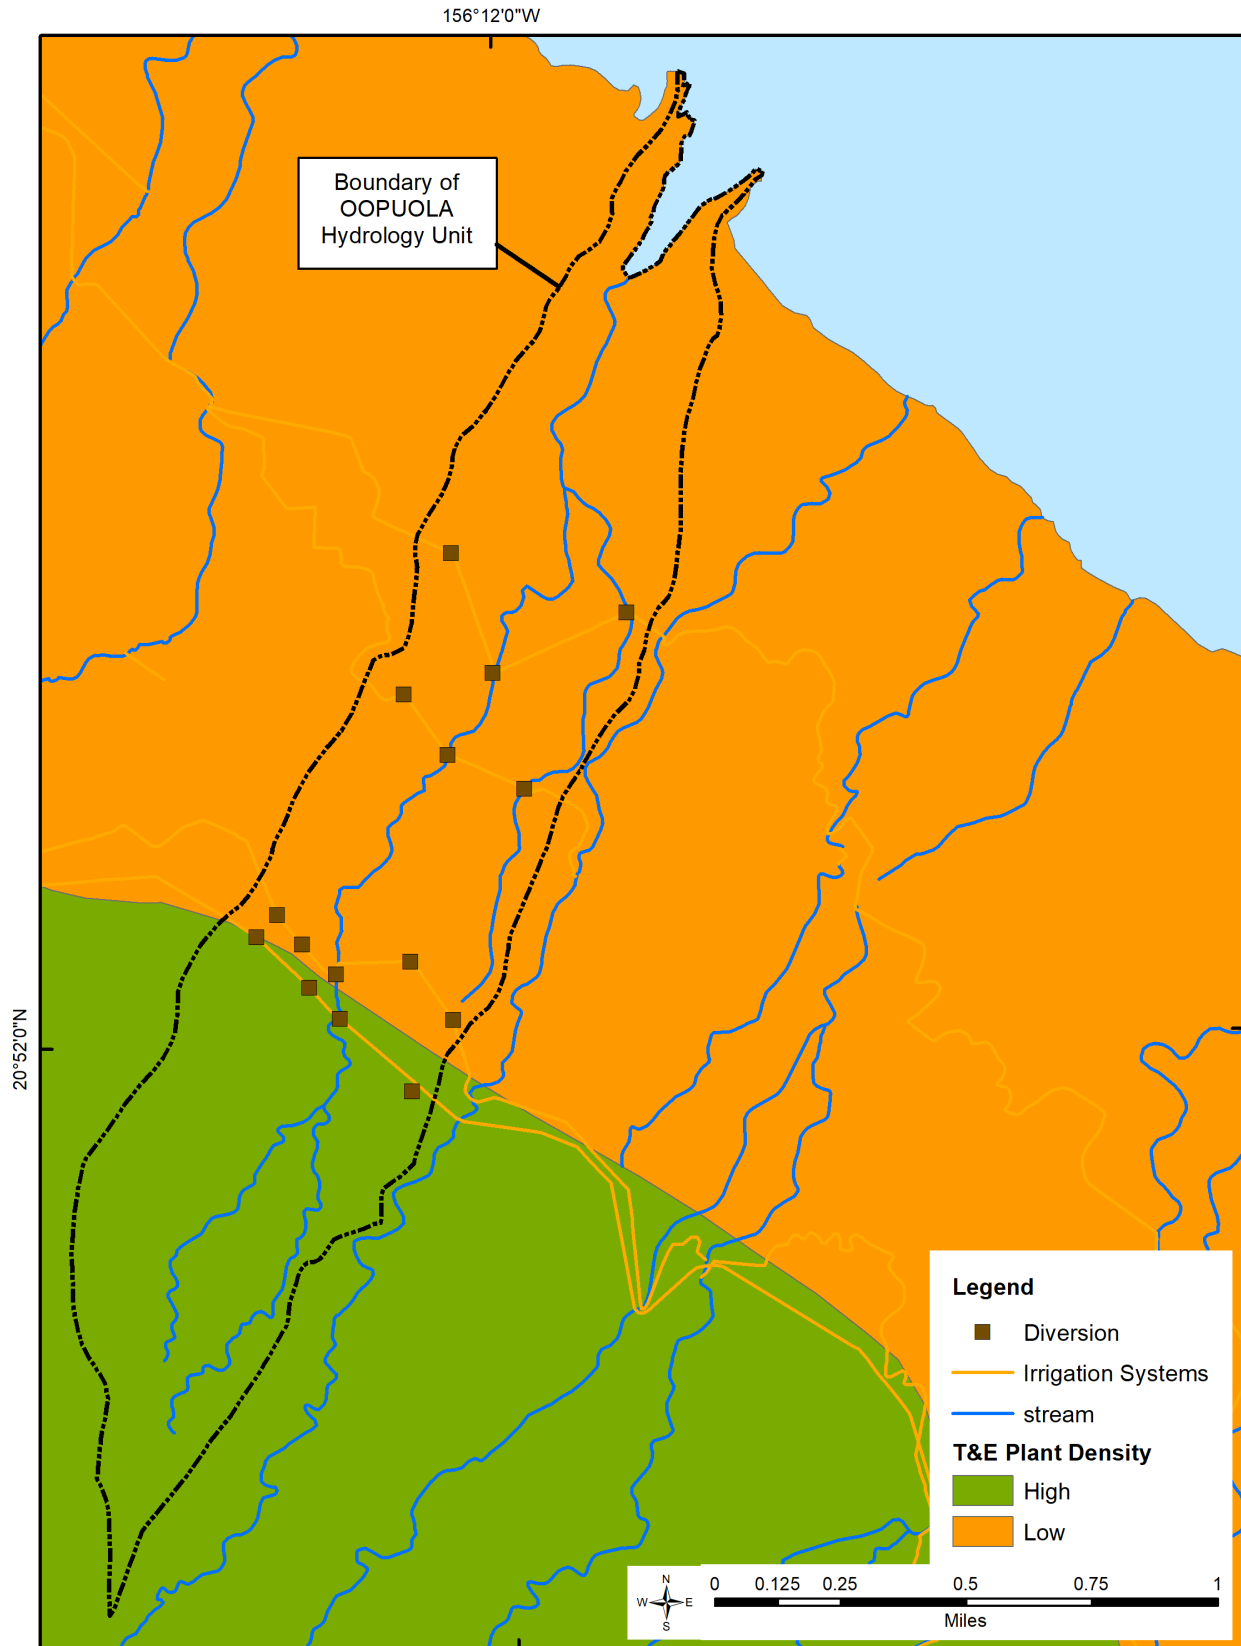 156°12'0"W
Boundary of
OOPUOLA
Hydrology Unit
20°52'0"N
Legend
Diversion
Irrigation Systems
stream
T&E Plant Density
High
Low
N
W E
S
0 0.125 0.25 0.5 0.75 1
Miles